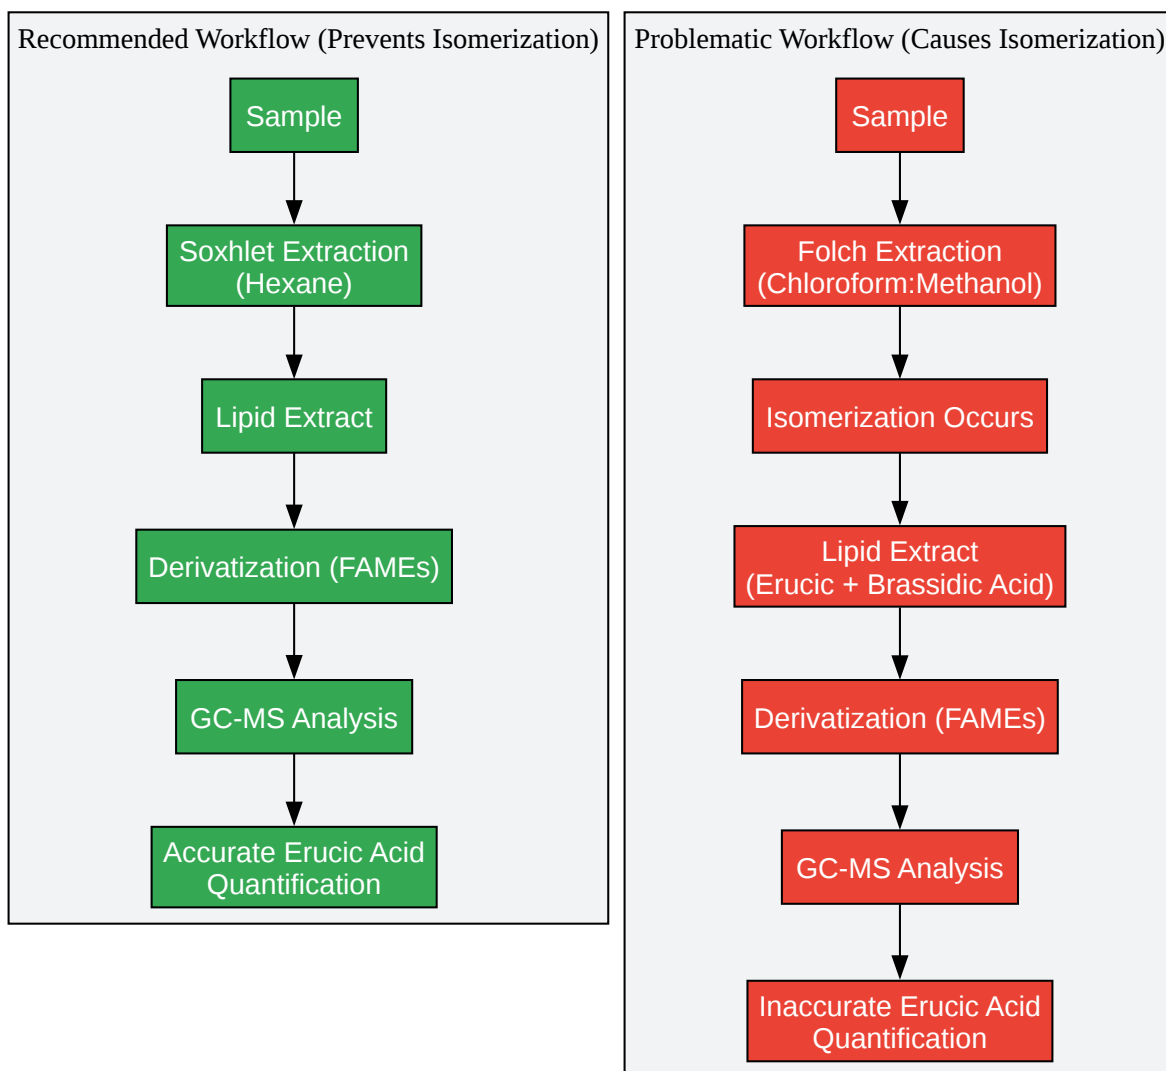 Recommended Workflow (Prevents Isomerization)
Sample
Soxhlet Extraction
(Hexane)
Lipid Extract
Derivatization (FAMEs)
GC-MS Analysis
Accurate Erucic Acid
Quantification
Problematic Workflow (Causes Isomerization)
Sample
Folch Extraction
(Chloroform:Methanol)
Isomerization Occurs
Lipid Extract
(Erucic + Brassidic Acid)
Derivatization (FAMEs)
GC-MS Analysis
Inaccurate Erucic Acid
Quantification